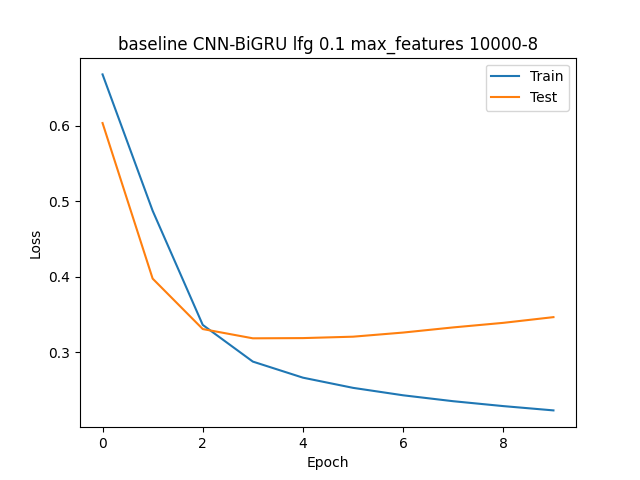 baseline CNN-BiGRU lfg 0.1 max_features 10000-8
Train
Test
0.6
0.5
0.4
0.3
Loss
0 2 4 6 8
Epoch